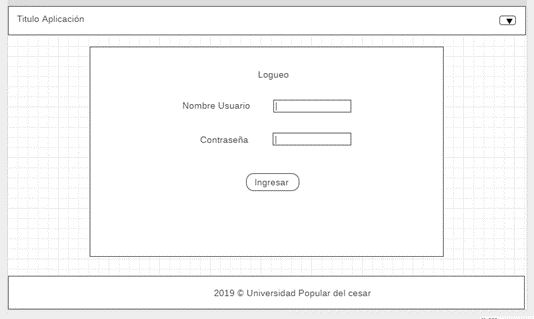 Titulo Aplicación
Logueo
Nombre Usuario
Contraseña
Ingresar
2019 © Universidad Popular del cesar